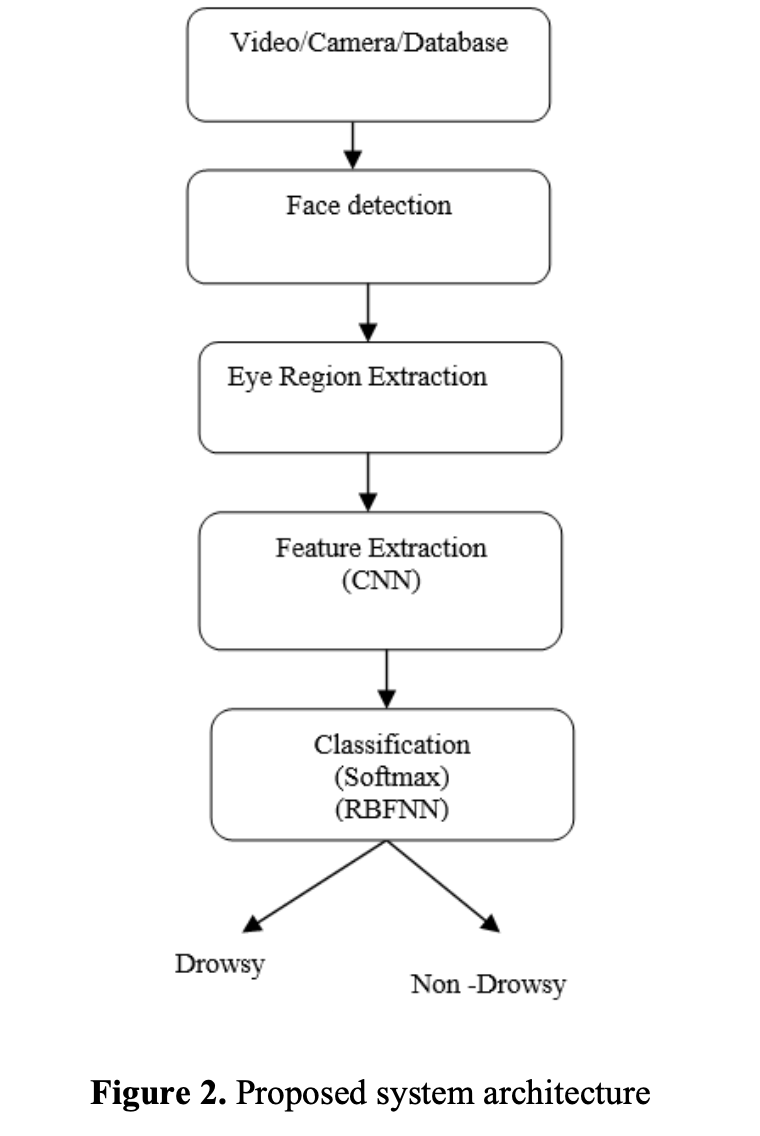 Video/Camera/Database
Face detection
Eye Region Extraction
Feature Extraction
(CNN)
Classification
(Softmax)
(RBFNN)
Drowsy
Non -Drowsy
Figure 2. Proposed system architecture